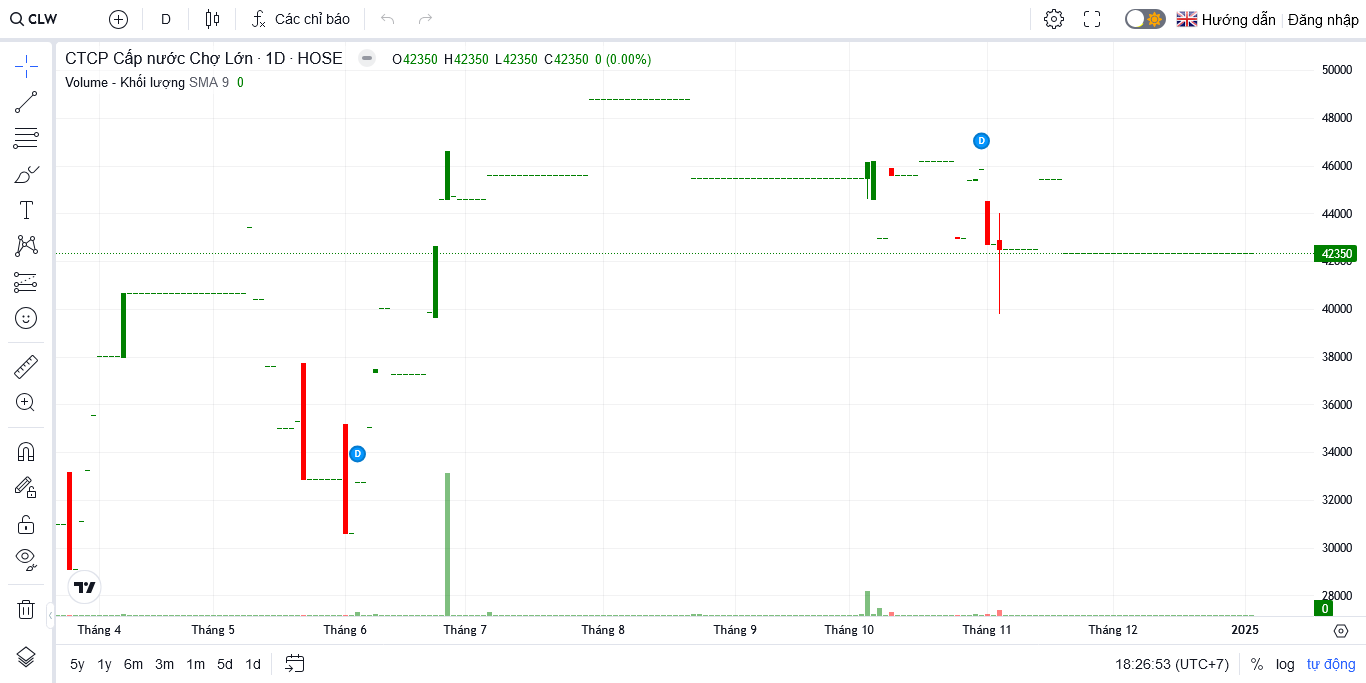 CLW D Các chỉ báo Hướng dẫn Đăng nhập
CTCP Cấp nước Chợ Lớn · 1D · HOSE O42350 H42350 L42350 C42350 0 (0.00%)
Volume - Khối lượng SMA 9 0
50000
48000
46000
44000
42350
42000
40000
38000
36000
34000
32000
30000
28000
0
D
D
Tháng 4 Tháng 5 Tháng 6 Tháng 7 Tháng 8 Tháng 9 Tháng 10 Tháng 11 Tháng 12 2025
5y 1y 6m 3m 1m 5d 1d 18:26:53 (UTC+7) % log tự động